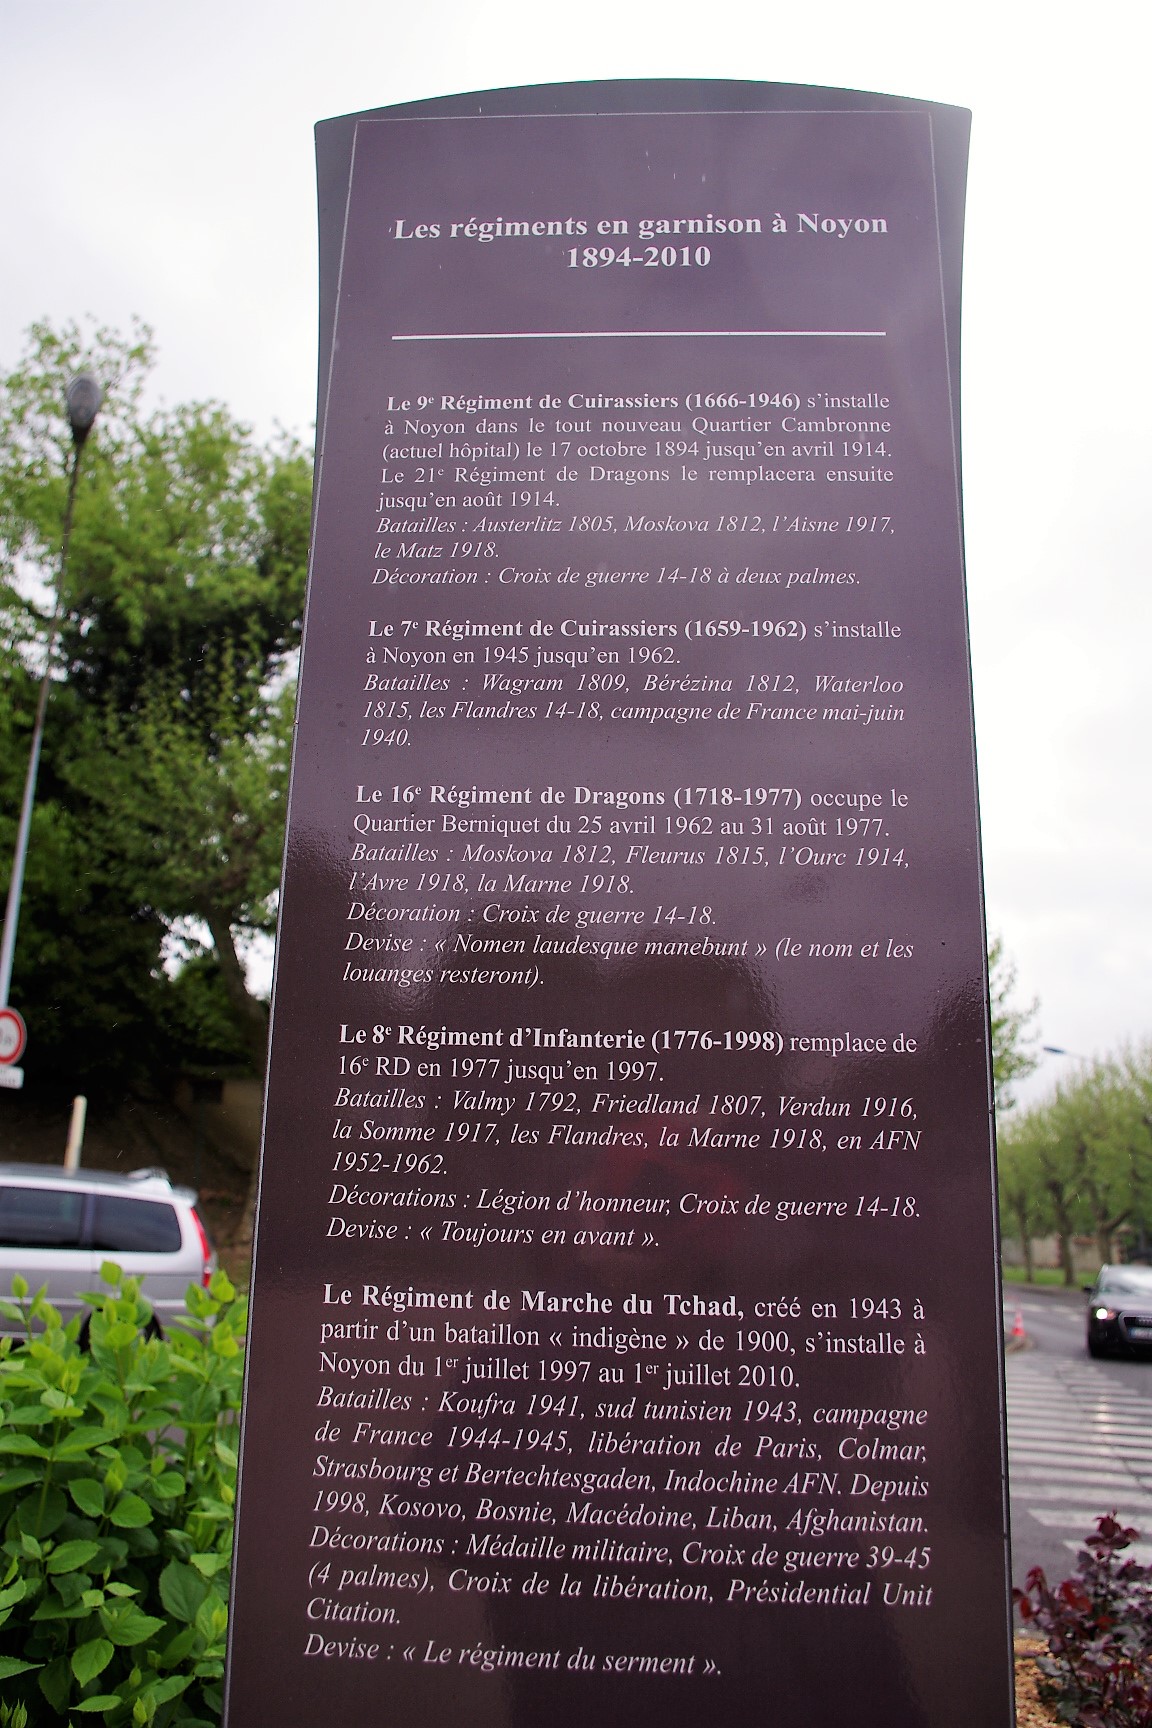 Les régiments en garnison à Noyon
1894-2010
Le 9e Régiment de Cuirassiers (1666-1946) s'installe
à Noyon dans le tout nouveau Quartier Cambronne
(actuel hôpital) le 17 octobre 1894 jusqu'en avril 1914.
Le 21e Régiment de Dragons le remplacera ensuite
jusqu'en août 1914.
Batailles : Austerlitz 1805, Moskova 1812, l'Aisne 1917,
le Matz 1918.
Décoration : Croix de guerre 14-18 à deux palmes.
Le 7e Régiment de Cuirassiers (1659-1962) s'installe
à Noyon en 1945 jusqu'en 1962.
Batailles : Wagram 1809, Bérézina 1812, Waterloo
1815, les Flandres 14-18, campagne de France mai-juin
1940.
Le 16e Régiment de Dragons (1718-1977) occupe le
Quartier Berniquet du 25 avril 1962 au 31 août 1977.
Batailles : Moskova 1812, Fleurus 1815, l'Ourc 1914,
l'Avre 1918, la Marne 1918.
Décoration : Croix de guerre 14-18.
Devise : « Nomen laudesque manebunt » (le nom et les
louanges resteront).
Le 8e Régiment d'Infanterie (1776-1998) remplace de
16e RD en 1977 jusqu'en 1997.
Batailles : Valmy 1792, Friedland 1807, Verdun 1916,
la Somme 1917, les Flandres, la Marne 1918, en AFN
1952-1962.
Décorations : Légion d'honneur, Croix de guerre 14-18.
Devise : « Toujours en avant ».
Le Régiment de Marche du Tchad, créé en 1943 à
partir d'un bataillon « indigène » de 1900, s'installe à
Noyon du 1er juillet 1997 au 1er juillet 2010.
Batailles : Koufra 1941, sud tunisien 1943, campagne
de France 1944-1945, libération de Paris, Colmar,
Strasbourg et Bertechtesgaden, Indochine AFN. Depuis
1998, Kosovo, Bosnie, Macédoine, Liban, Afghanistan.
Décorations : Médaille militaire, Croix de guerre 39-45
(4 palmes), Croix de la libération, Présidential Unit
Citation.
Devise : « Le régiment du serment ».